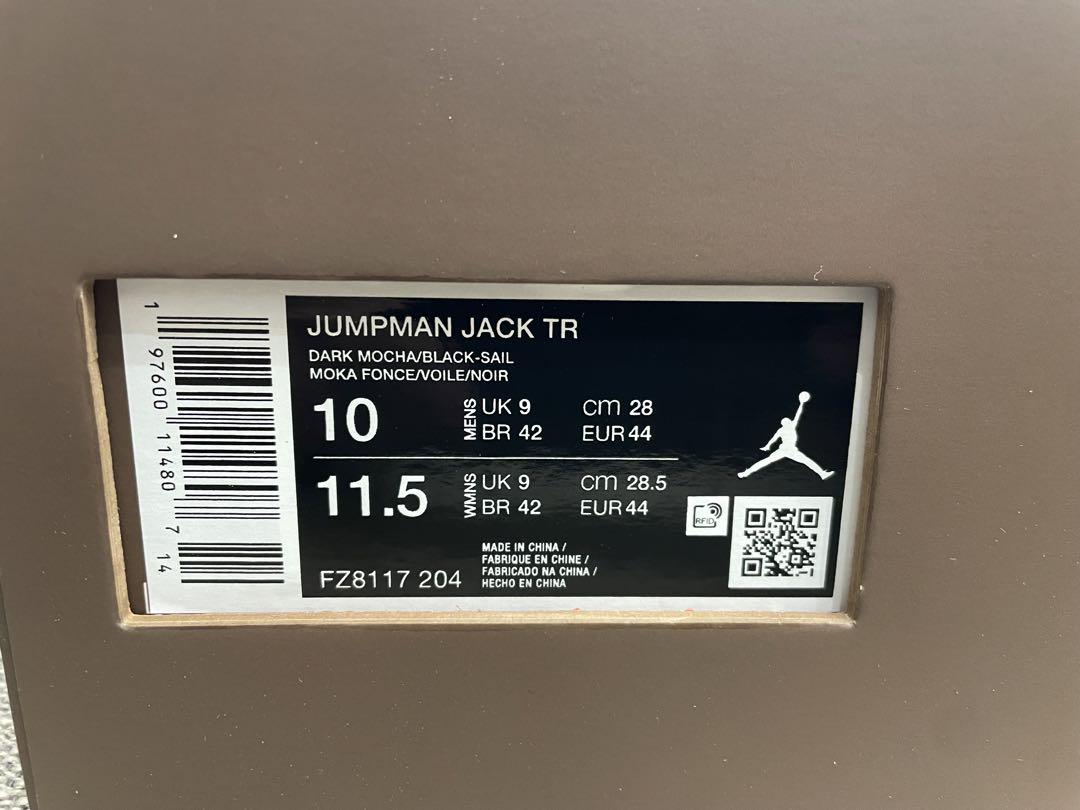 JUMPMAN JACK TR
DARK MOCHA/BLACK-SAIL
MOKA FONCE/VOILE/NOIR
10 MENS UK 9 cm 28
BR 42 EUR 44
11.5 WMNS UK 9 cm 28.5
BR 42 EUR 44
RFID
MADE IN CHINA /
FABRIQUE EN CHINE /
FABRICADO NA CHINA /
HECHO EN CHINA
FZ8117 204
1 97600 11480 7 14